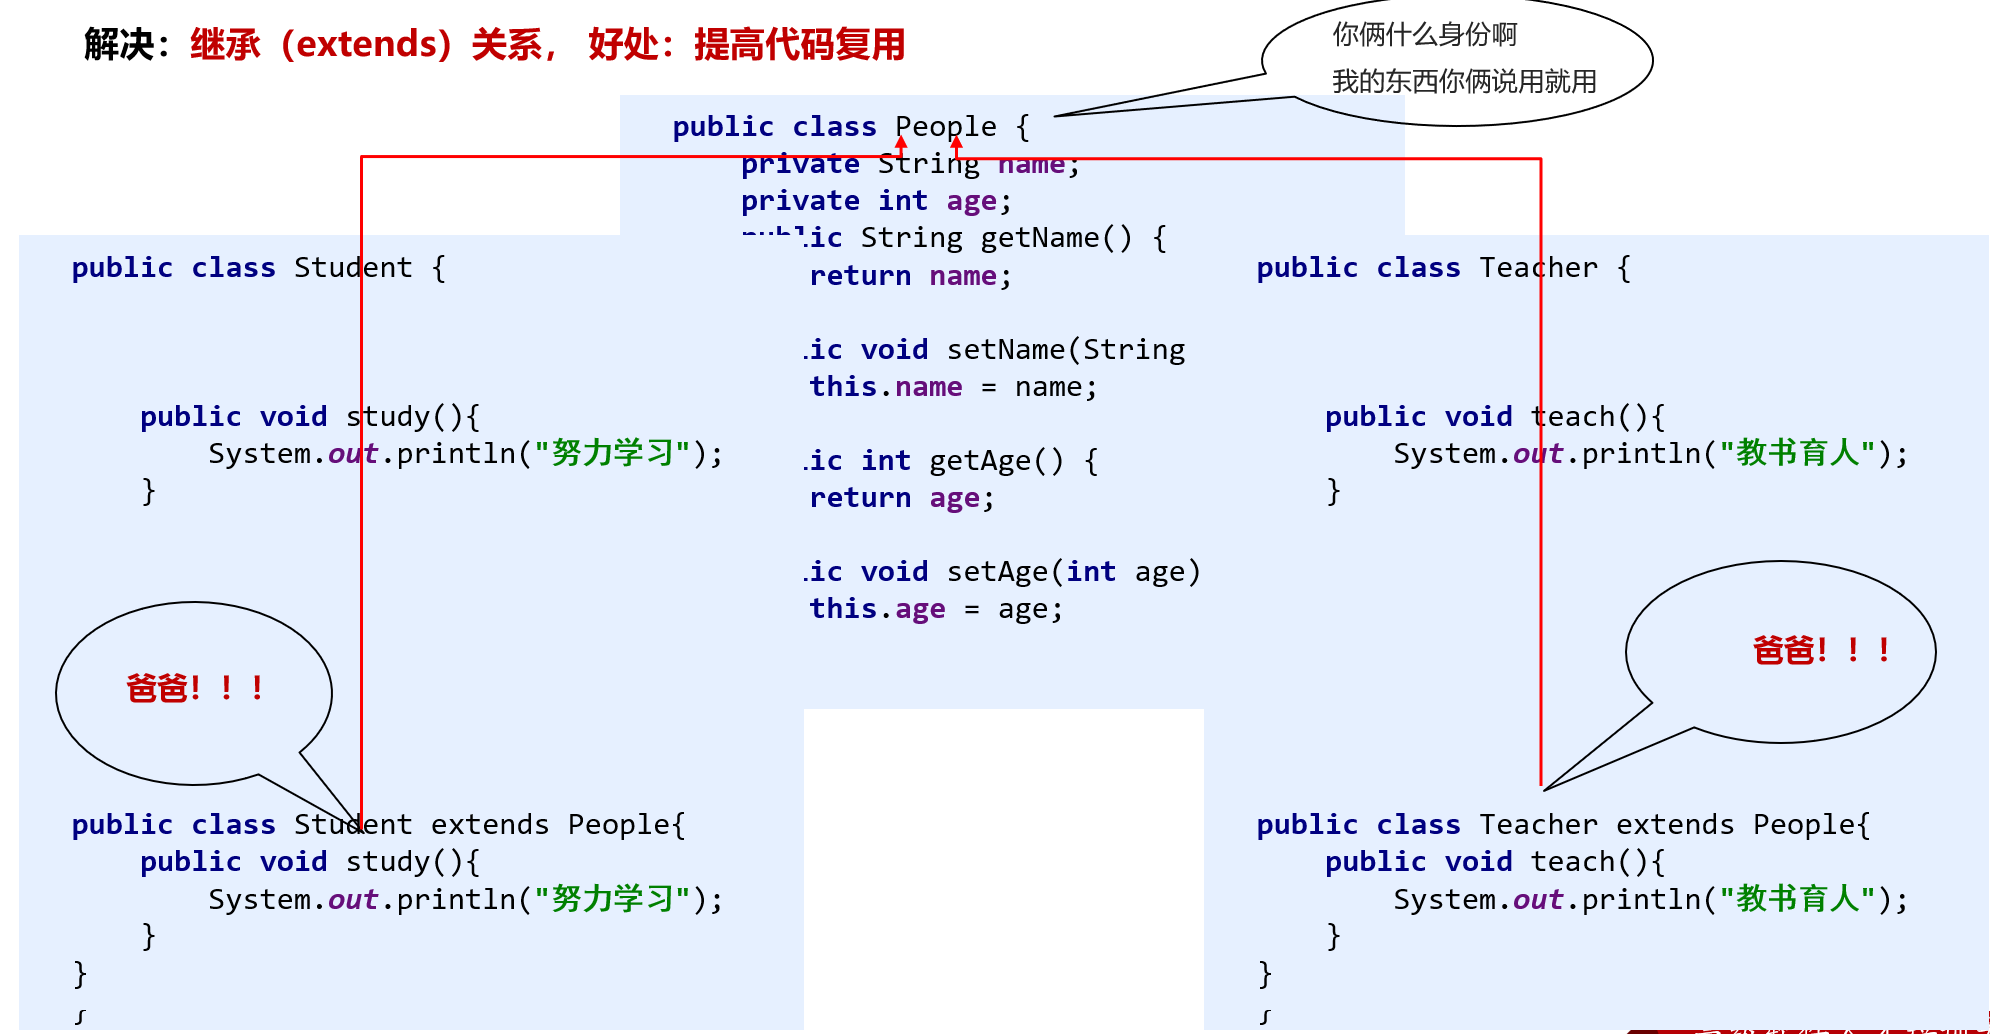 解决：继承（extends）关系， 好处：提高代码复用
你俩什么身份啊
我的东西你俩说用就用
public class People {
private String name;
private int age;
public String getName() {
return name;
ic void setName(String
this.name = name;
ic int getAge() {
return age;
ic void setAge(int age)
this.age = age;
public class Student {
public void study(){
System.out.println("努力学习");
}
爸爸！！！
public class Student extends People{
public void study(){
System.out.println("努力学习");
}
}
public class Teacher {
public void teach(){
System.out.println("教书育人");
}
爸爸！！！
public class Teacher extends People{
public void teach(){
System.out.println("教书育人");
}
}